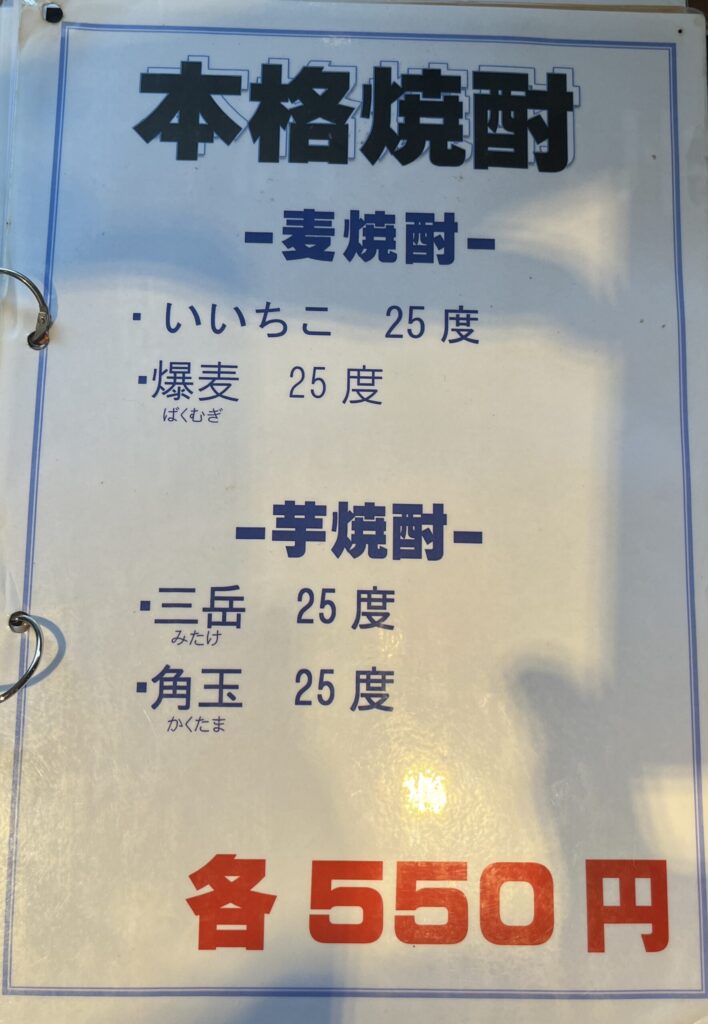 本格焼酎
-麦焼酎-
・いいちこ 25度
・爆麦 25度
ばくむぎ
-芋焼酎-
・三岳 25度
みたけ
・角玉 25度
かくたま
各550円